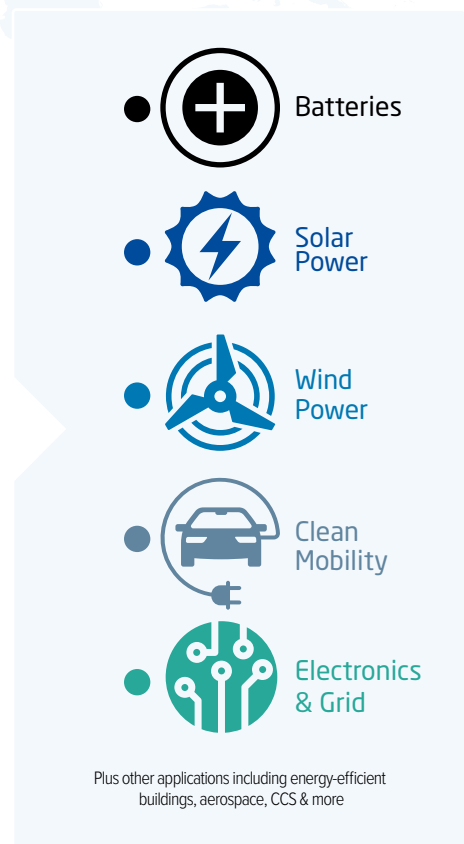 Batteries
Solar
Power
Wind
Power
Clean
Mobility
Electronics
& Grid
Plus other applications including energy-efficient
buildings, aerospace, CCS & more